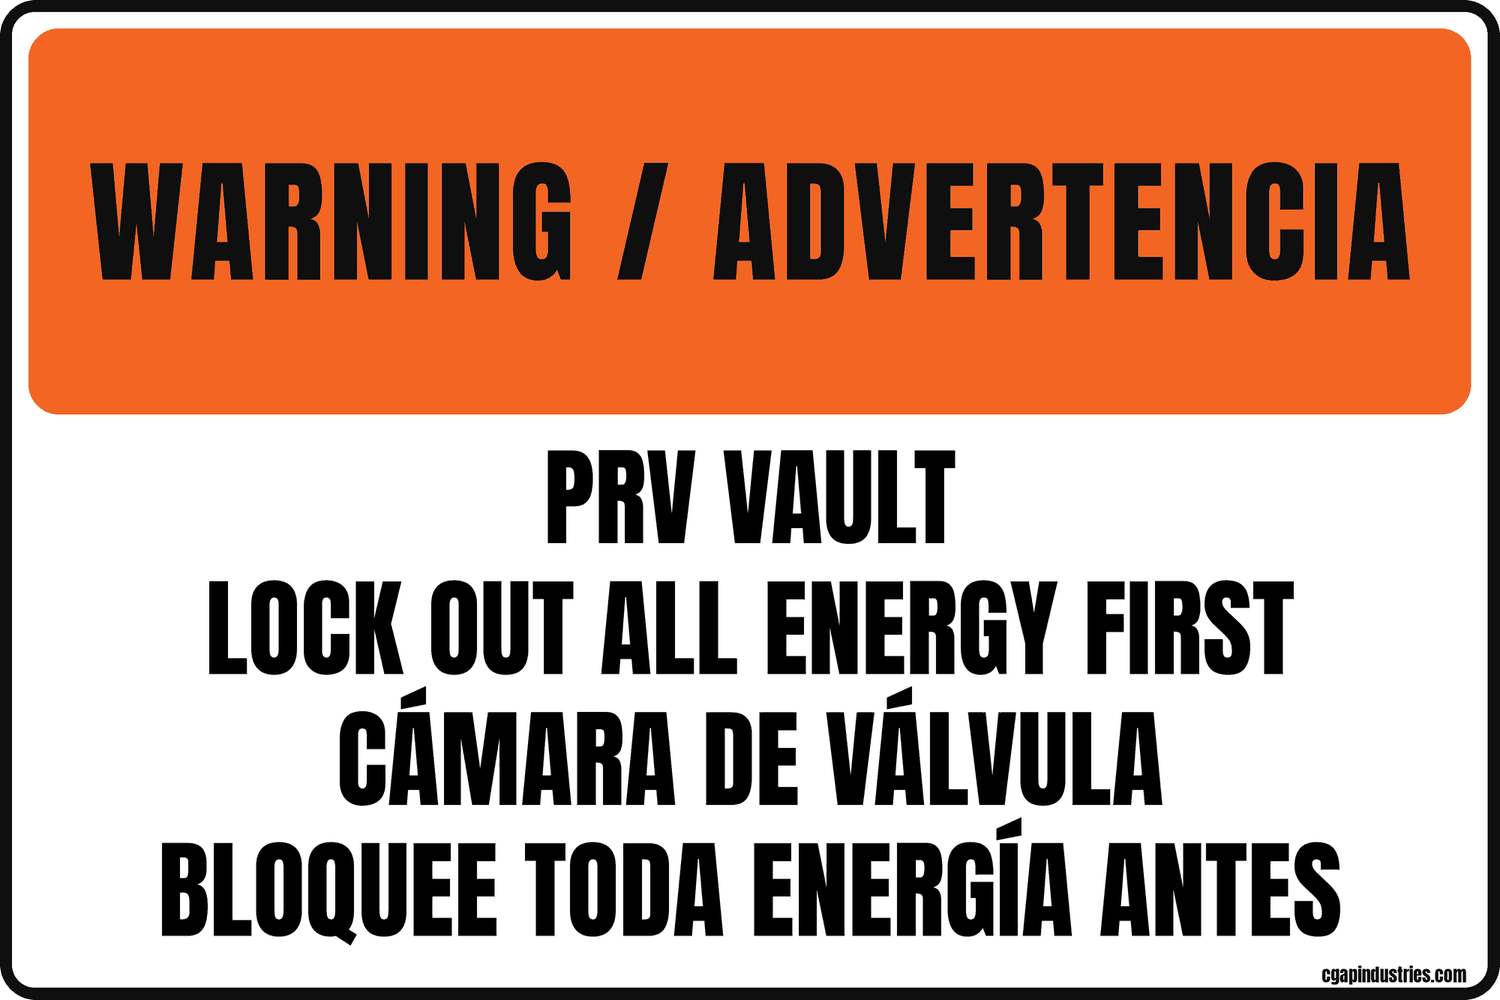 WARNING / ADVERTENCIA
PRV VAULT
LOCK OUT ALL ENERGY FIRST
CÁMARA DE VÁLVULA
BLOQUEE TODA ENERGÍA ANTES
cgapindustries.com